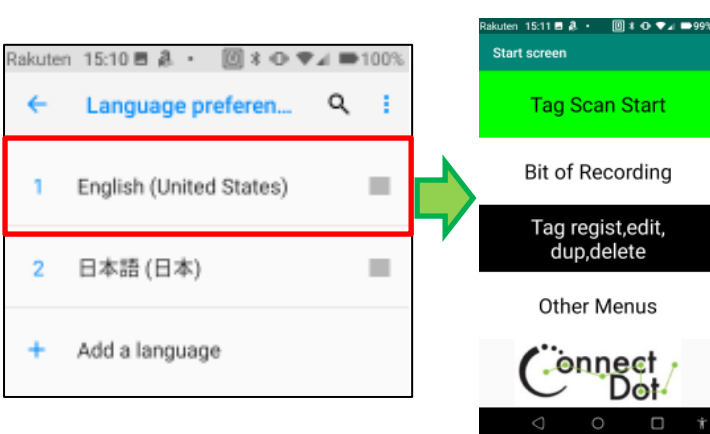 Rakuten 15:10 100%
Language preferen...
1 English (United States)
2 日本語 (日本)
+ Add a language
Rakuten 15:11 99%
Start screen
Tag Scan Start
Bit of Recording
Tag regist,edit,
dup,delete
Other Menus
Connect
Dot